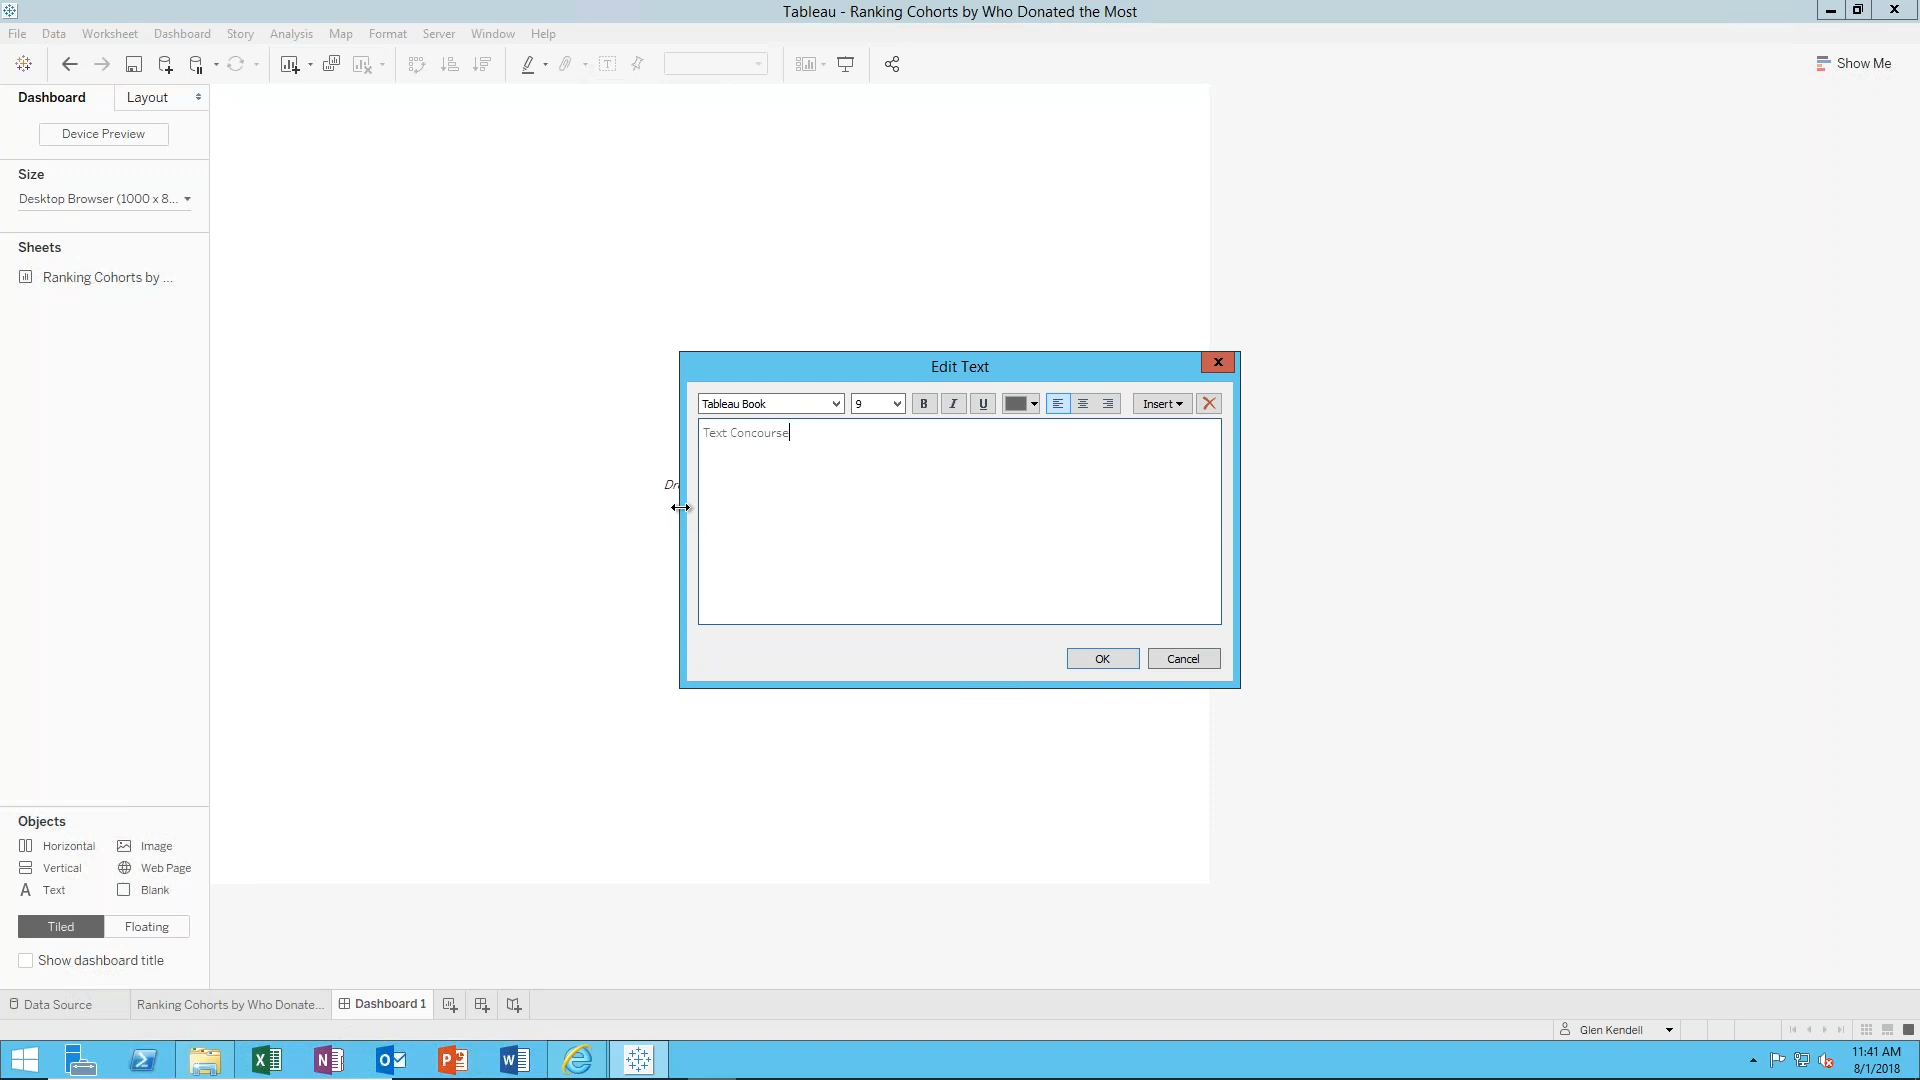 Tableau - Ranking Cohorts by Who Donated the Most
File Data Worksheet Dashboard Story Analysis Map Format Server Window Help
Show Me
Dashboard Layout
Device Preview
Size
Desktop Browser (1000 x 8...
Sheets
Ranking Cohorts by ...
Edit Text
Tableau Book 9 B I U Insert
Text Concourse
OK Cancel
Objects
Horizontal Image
Vertical Web Page
A Text Blank
Tiled Floating
Show dashboard title
Data Source Ranking Cohorts by Who Donate... Dashboard 1
Glen Kendell
11:41 AM
8/1/2018